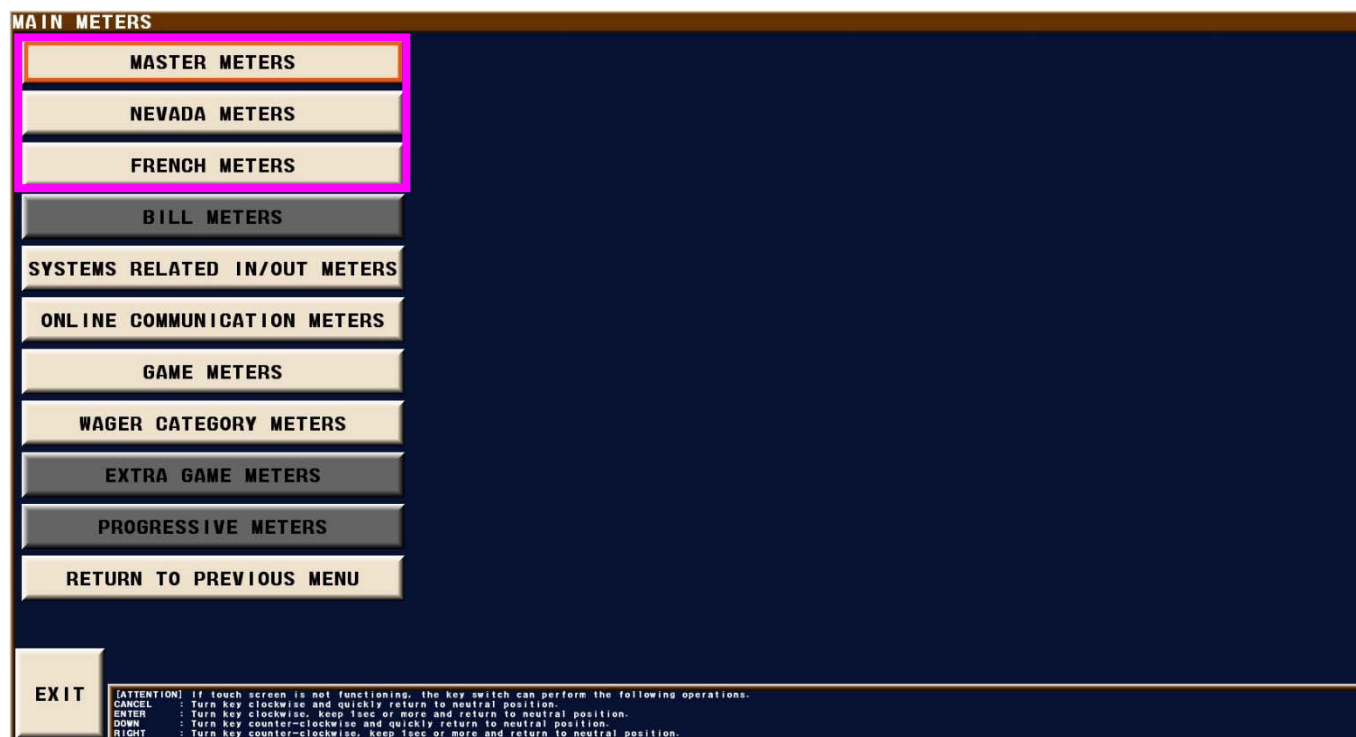 MAIN METERS
MASTER METERS
NEVADA METERS
FRENCH METERS
BILL METERS
SYSTEMS RELATED IN/OUT METERS
ONLINE COMMUNICATION METERS
GAME METERS
WAGER CATEGORY METERS
EXTRA GAME METERS
PROGRESSIVE METERS
RETURN TO PREVIOUS MENU
EXIT
[ATTENTION] If touch screen is not functioning, the key switch can perform the following operations.
CANCEL : Turn key clockwise and quickly return to neutral position.
ENTER : Turn key clockwise, keep 1sec or more and return to neutral position.
DOWN : Turn key counter-clockwise and quickly return to neutral position.
RIGHT : Turn key counter-clockwise, keep 1sec or more and return to neutral position.